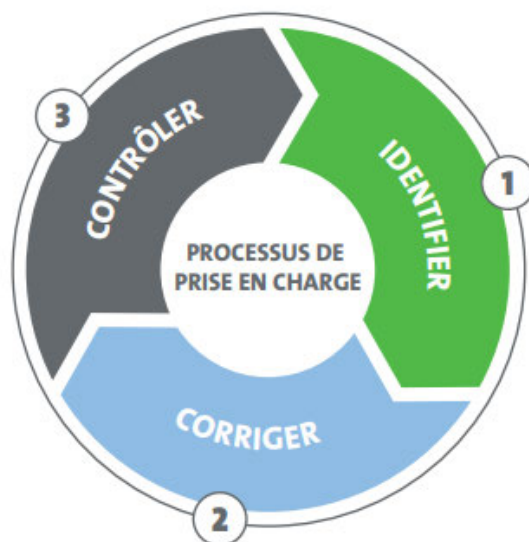 PROCESSUS DE
PRISE EN CHARGE
1
IDENTIFIER
2
CORRIGER
3
CONTRÔLER